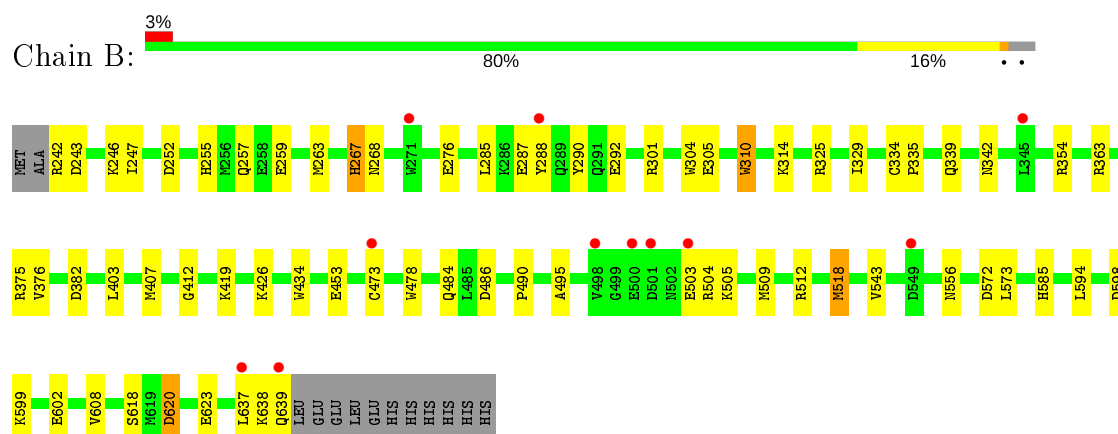 3%
Chain B:
80% 16% • •
MET ALA R242 D243 K246 I247 D252 H255 M256 Q257 E258 E259 M263 H267 N268 W271 E276 L285 K286 E287 Y288 Q289 Y290 Q291 E292 R301 W304 E305 W310 K314 R325 I329 C334 P335 Q339 N342 L345 R354 R363
R375 V376 D382 L403 M407 G412 K419 K426 W434 E453 C473 W478 Q484 L485 D486 P490 A495 V498 G499 E500 D501 N502 E503 R504 K505 M509 R512 M518 V543 D549 N556 D572 L573 H585 L594 D598
K599 E602 V608 S618 M619 D620 E623 L637 K638 Q639 LEU GLU GLU LEU GLU HIS HIS HIS HIS HIS HIS